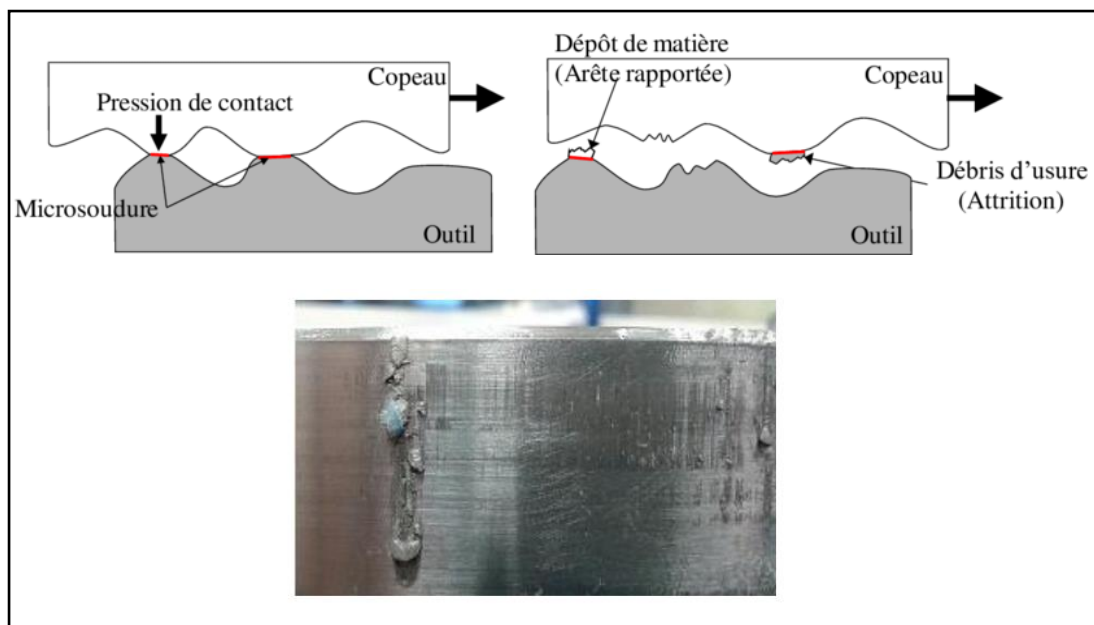 Copeau
Pression de contact
Microsoudure
Outil
Dépôt de matière
(Arête rapportée)
Copeau
Débris d’usure
(Attrition)
Outil